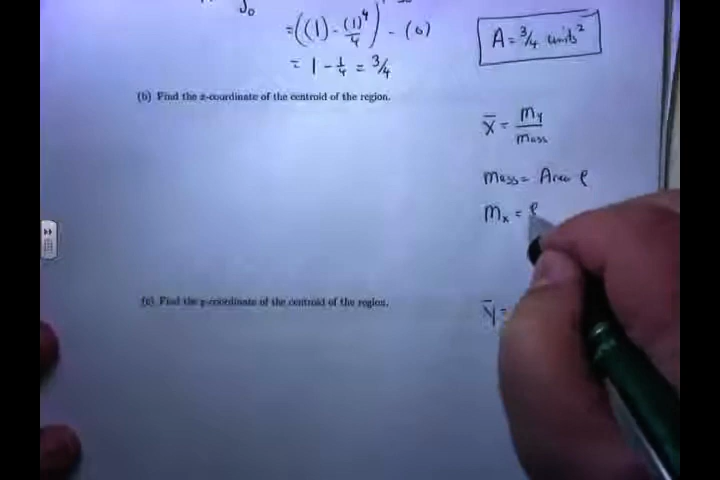 ∫₀
= ((1) - (1)⁴/4) - (0)
= 1 - 1/4 = 3/4
A = 3/4 units²
(b) Find the x-coordinate of the centroid of the region.
x̄ = My/mass
mass = Area ρ
Mx = ρ
(c) Find the y-coordinate of the centroid of the region.
ȳ =